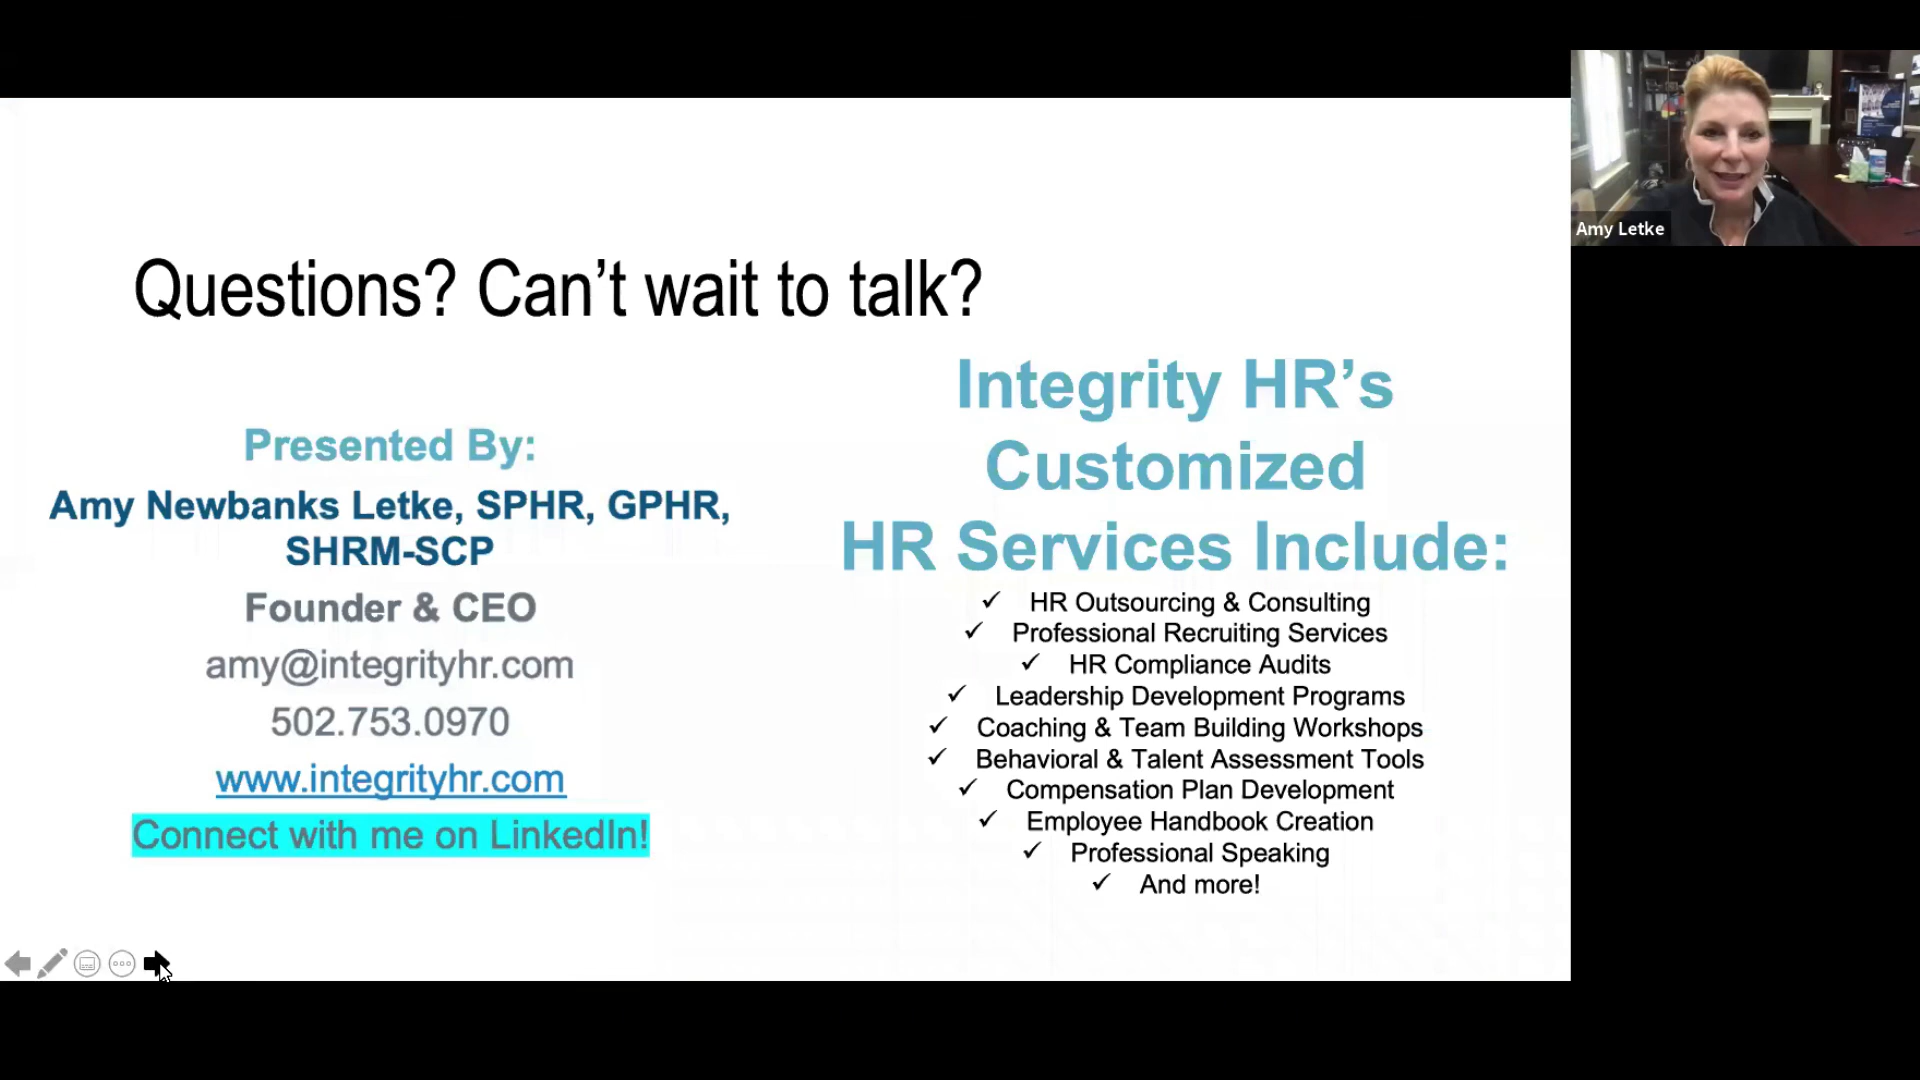 Questions? Can’t wait to talk?
Presented By:
Amy Newbanks Letke, SPHR, GPHR,
SHRM-SCP
Founder & CEO
amy@integrityhr.com
502.753.0970
www.integrityhr.com
Connect with me on LinkedIn!
Integrity HR’s
Customized
HR Services Include:
✓ HR Outsourcing & Consulting
✓ Professional Recruiting Services
✓ HR Compliance Audits
✓ Leadership Development Programs
✓ Coaching & Team Building Workshops
✓ Behavioral & Talent Assessment Tools
✓ Compensation Plan Development
✓ Employee Handbook Creation
✓ Professional Speaking
✓ And more!
Amy Letke